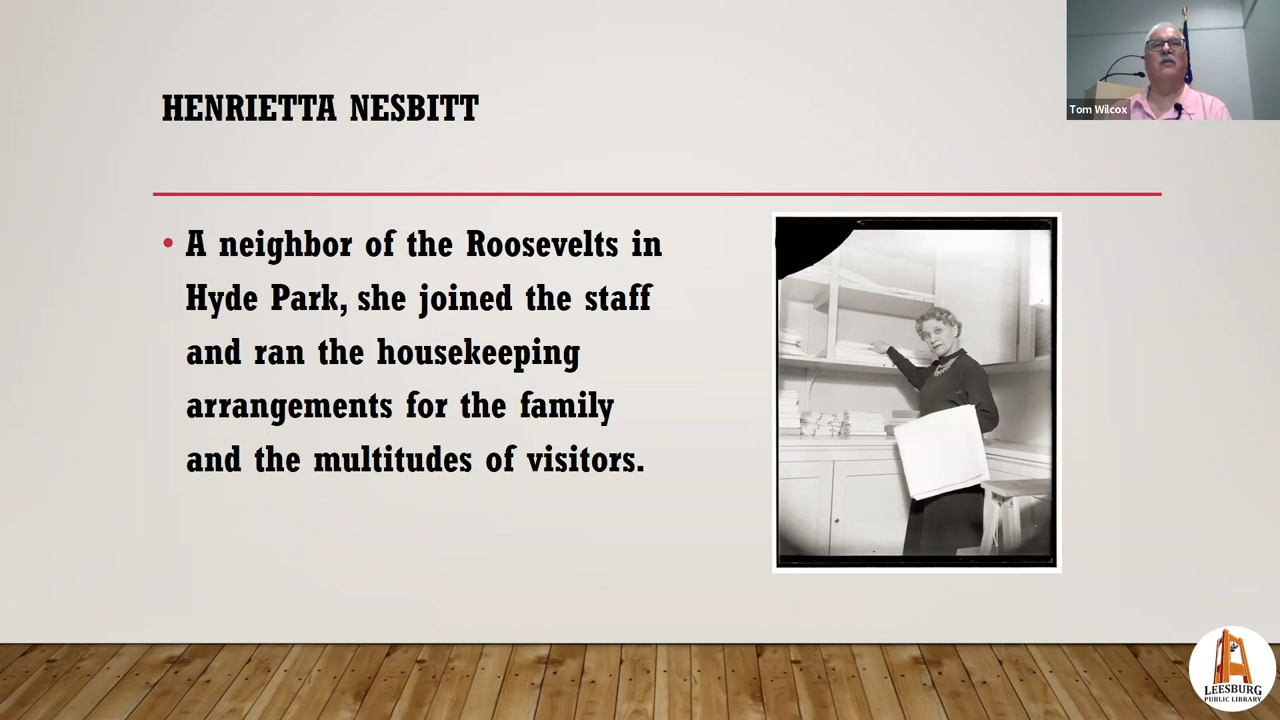 HENRIETTA NESBITT
Tom Wilcox
• A neighbor of the Roosevelts in
Hyde Park, she joined the staff
and ran the housekeeping
arrangements for the family
and the multitudes of visitors.
LEESBURG
PUBLIC LIBRARY